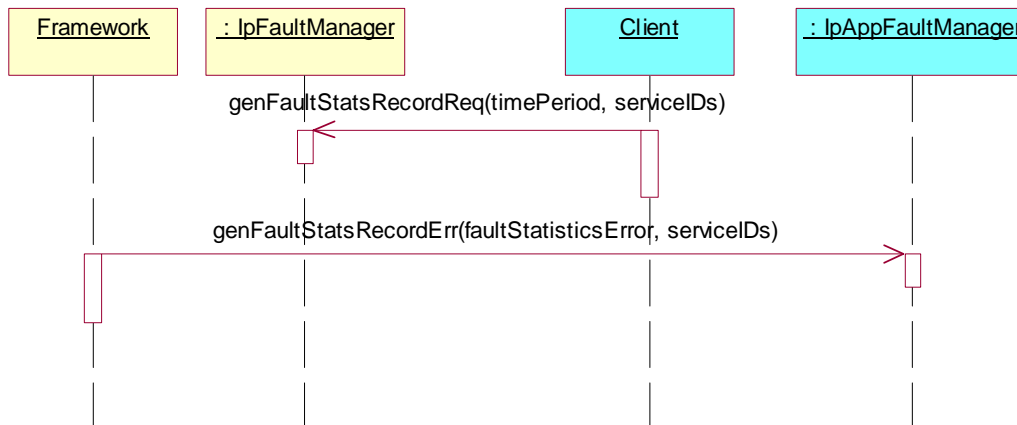 Framework
: IpFaultManager
Client
: IpAppFaultManager
genFaultStatsRecordReq(timePeriod, serviceIDs)
genFaultStatsRecordErr(faultStatisticsError, serviceIDs)